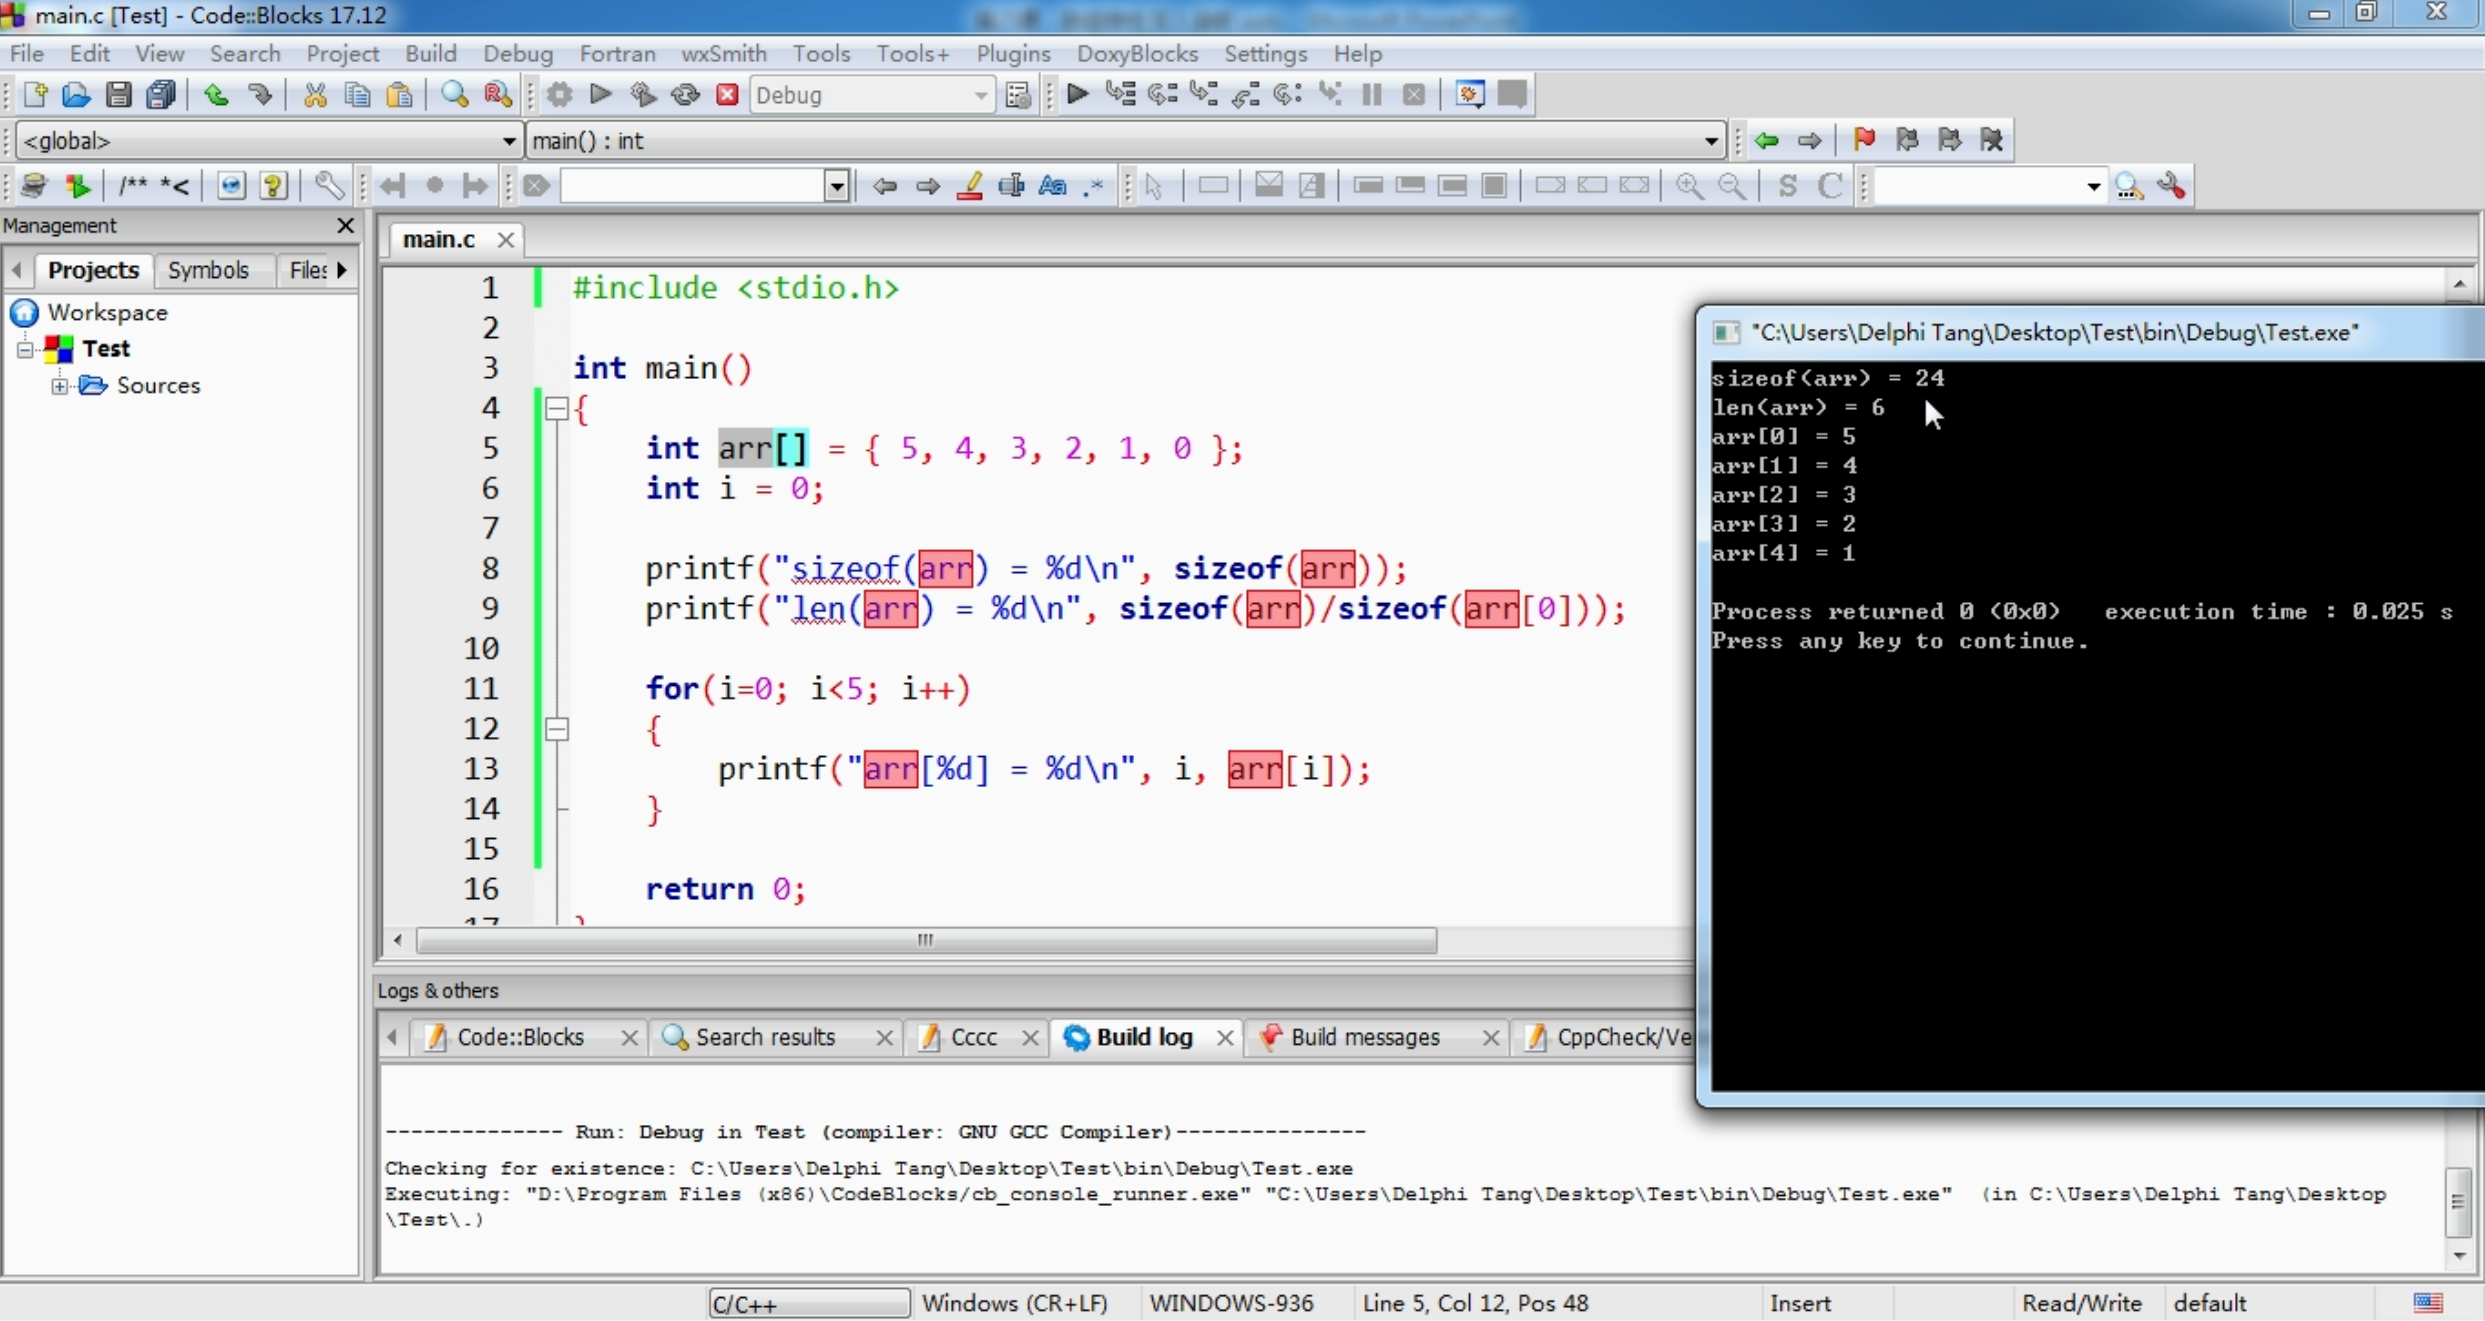 main.c [Test] - Code::Blocks 17.12
File Edit View Search Project Build Debug Fortran wxSmith Tools Tools+ Plugins DoxyBlocks Settings Help
Debug
<global> main() : int
/** *<
S C
Management
Projects Symbols Files
Workspace
Test
Sources
main.c
1 #include <stdio.h>
2
3 int main()
4 {
5 int arr[] = { 5, 4, 3, 2, 1, 0 };
6 int i = 0;
7
8 printf("sizeof(arr) = %d\n", sizeof(arr));
9 printf("len(arr) = %d\n", sizeof(arr)/sizeof(arr[0]));
10
11 for(i=0; i<5; i++)
12 {
13 printf("arr[%d] = %d\n", i, arr[i]);
14 }
15
16 return 0;
17 }
"C:\Users\Delphi Tang\Desktop\Test\bin\Debug\Test.exe"
sizeof(arr) = 24
len(arr) = 6
arr[0] = 5
arr[1] = 4
arr[2] = 3
arr[3] = 2
arr[4] = 1
Process returned 0 (0x0) execution time : 0.025 s
Press any key to continue.
Logs & others
Code::Blocks Search results Cccc Build log Build messages CppCheck/Ve
-------------- Run: Debug in Test (compiler: GNU GCC Compiler)---------------
Checking for existence: C:\Users\Delphi Tang\Desktop\Test\bin\Debug\Test.exe
Executing: "D:\Program Files (x86)\CodeBlocks/cb_console_runner.exe" "C:\Users\Delphi Tang\Desktop\Test\bin\Debug\Test.exe" (in C:\Users\Delphi Tang\Desktop
\Test\.)
C/C++ Windows (CR+LF) WINDOWS-936 Line 5, Col 12, Pos 48 Insert Read/Write default